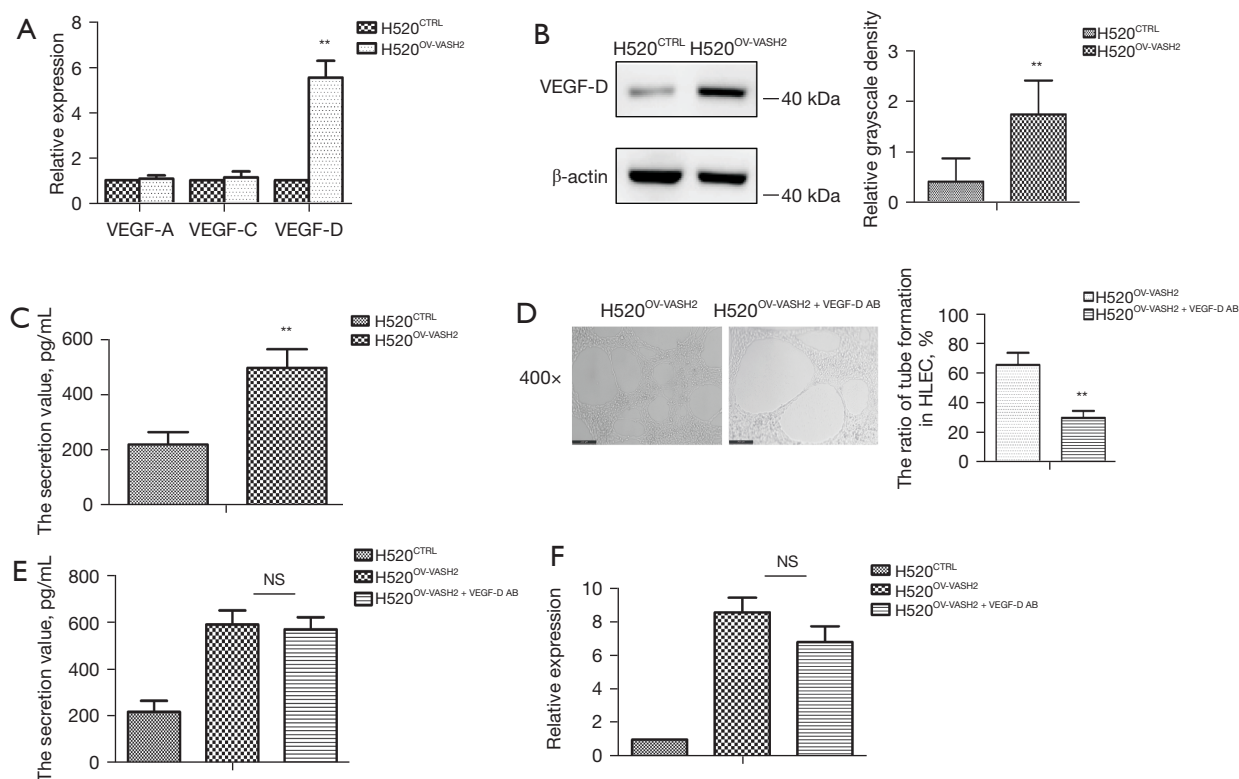 A
H520CTRL
H520OV-VASH2
Relative expression
8
6
4
2
0
**
VEGF-A VEGF-C VEGF-D
B
H520CTRL H520OV-VASH2
VEGF-D
40 kDa
β-actin
40 kDa
H520CTRL
H520OV-VASH2
Relative grayscale density
3
2
1
0
**
C
H520CTRL
H520OV-VASH2
The secretion value, pg/mL
600
400
200
0
**
D
H520OV-VASH2 H520OV-VASH2 + VEGF-D AB
400×
H520OV-VASH2
H520OV-VASH2 + VEGF-D AB
The ratio of tube formation
in HLEC, %
100
80
60
40
20
0
**
E
H520CTRL
H520OV-VASH2
H520OV-VASH2 + VEGF-D AB
The secretion value, pg/mL
800
600
400
200
0
NS
F
H520CTRL
H520OV-VASH2
H520OV-VASH2 + VEGF-D AB
Relative expression
10
8
6
4
2
0
NS